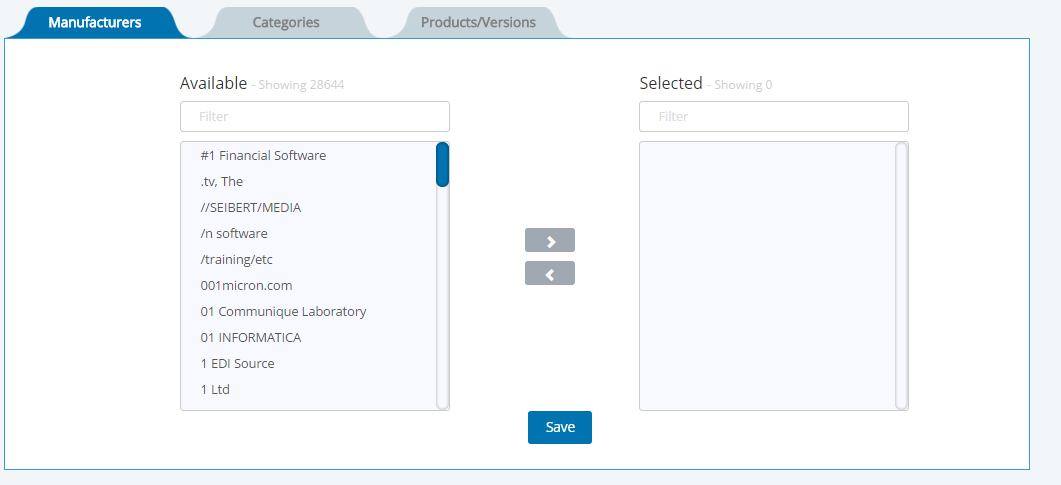 Manufacturers
Categories
Products/Versions
Available - Showing 28644
Filter
#1 Financial Software
.tv, The
//SEIBERT/MEDIA
/n software
/training/etc
001micron.com
01 Communique Laboratory
01 INFORMATICA
1 EDI Source
1 Ltd
Selected - Showing 0
Filter
Save